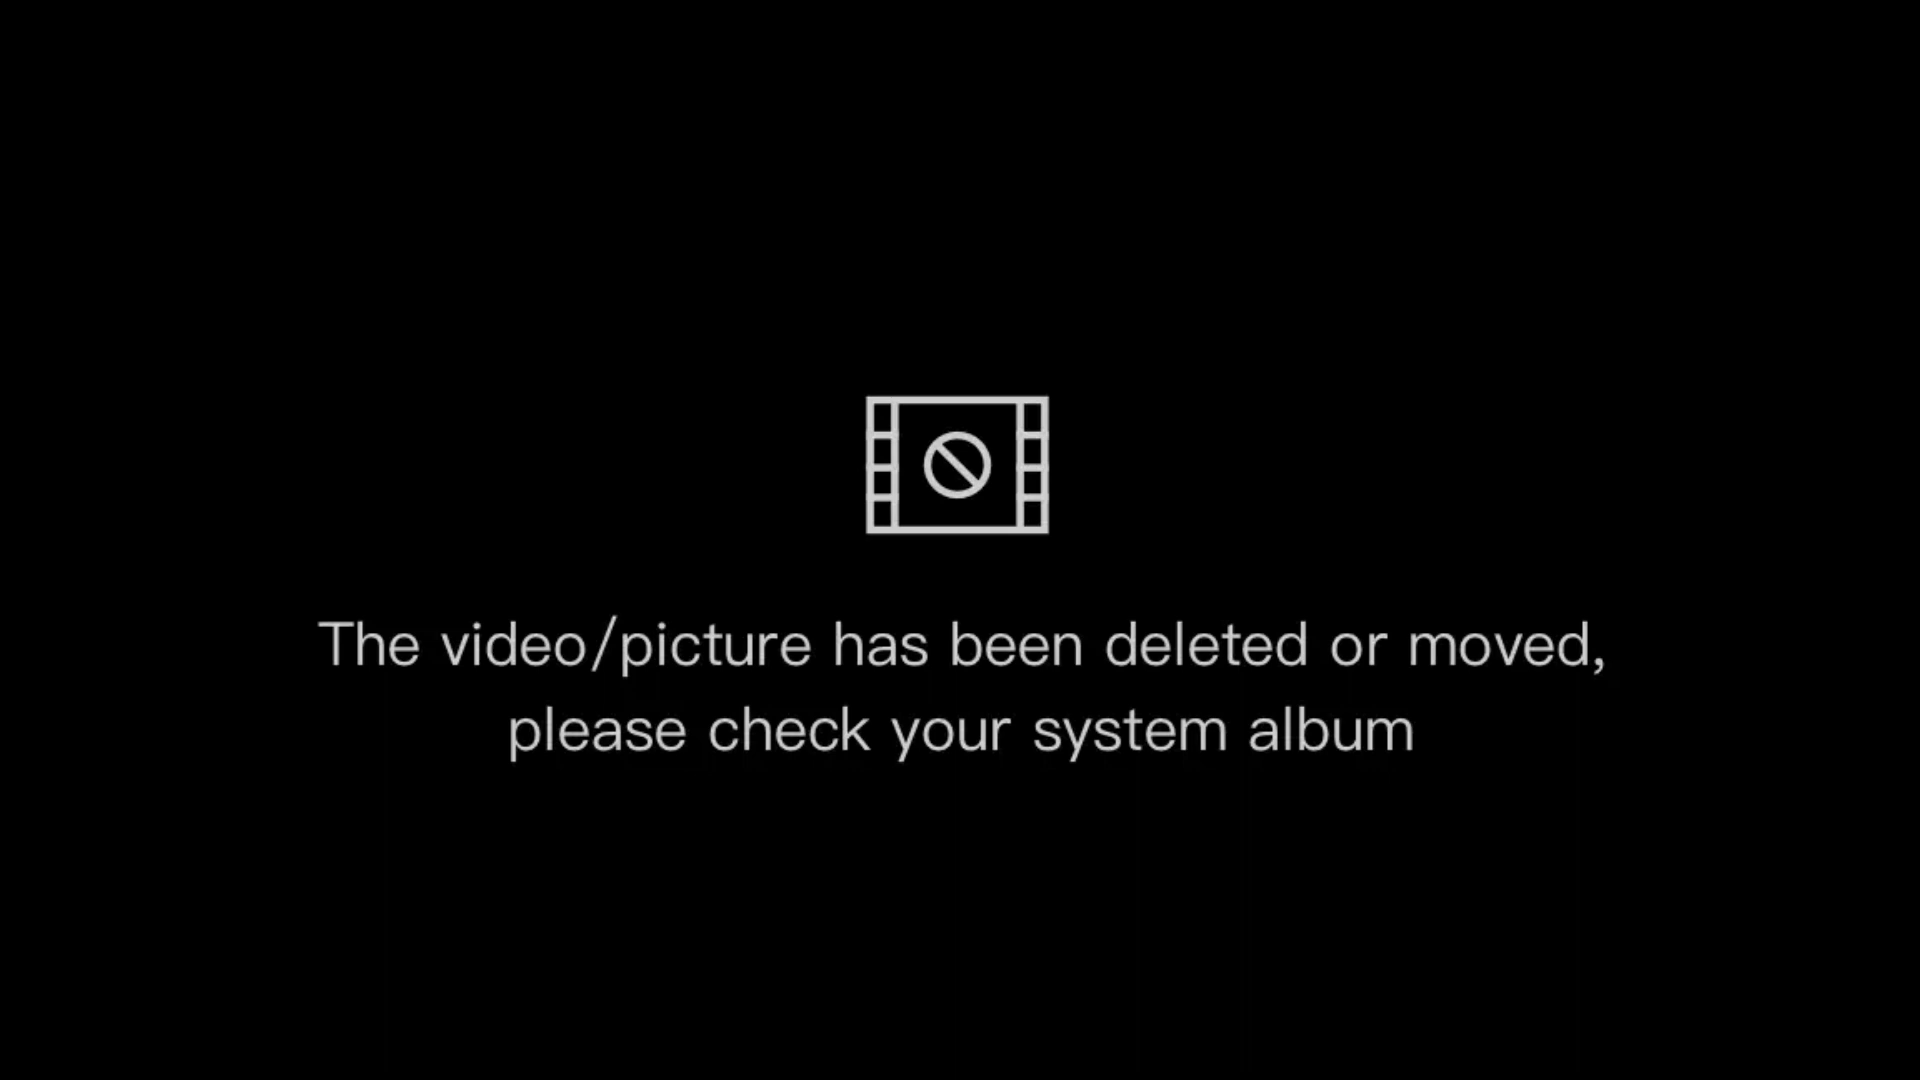 The video/picture has been deleted or moved,
please check your system album